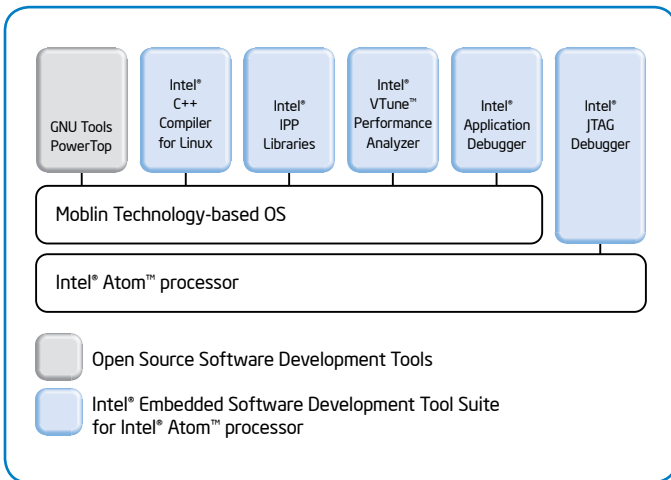 GNU Tools
PowerTop
Intel®
C++
Compiler
for Linux
Intel®
IPP
Libraries
Intel®
VTune™
Performance
Analyzer
Intel®
Application
Debugger
Intel®
JTAG
Debugger
Moblin Technology-based OS
Intel® Atom™ processor
Open Source Software Development Tools
Intel® Embedded Software Development Tool Suite
for Intel® Atom™ processor